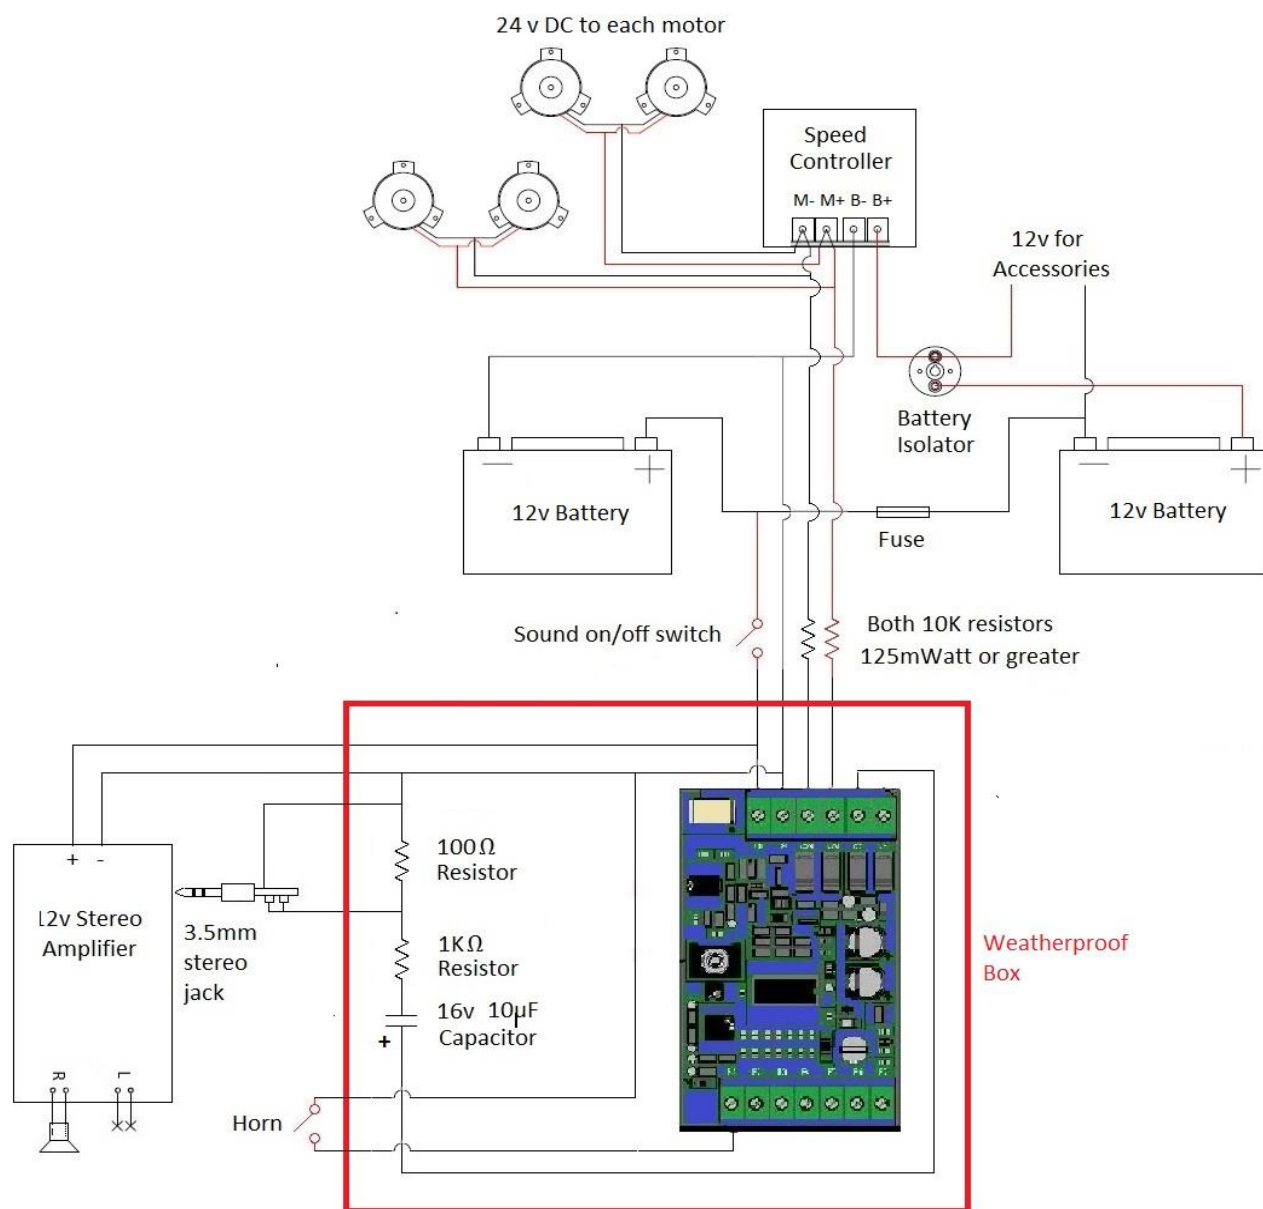 24 v DC to each motor
Speed
Controller
M- M+ B- B+
12v for
Accessories
Battery
Isolator
12v Battery
12v Battery
Fuse
Sound on/off switch
Both 10K resistors
125mWatt or greater
+ -
100Ω
Resistor
12v Stereo
Amplifier
3.5mm
stereo
jack
1KΩ
Resistor
16v 10µF
Capacitor
+
Weatherproof
Box
R L
Horn